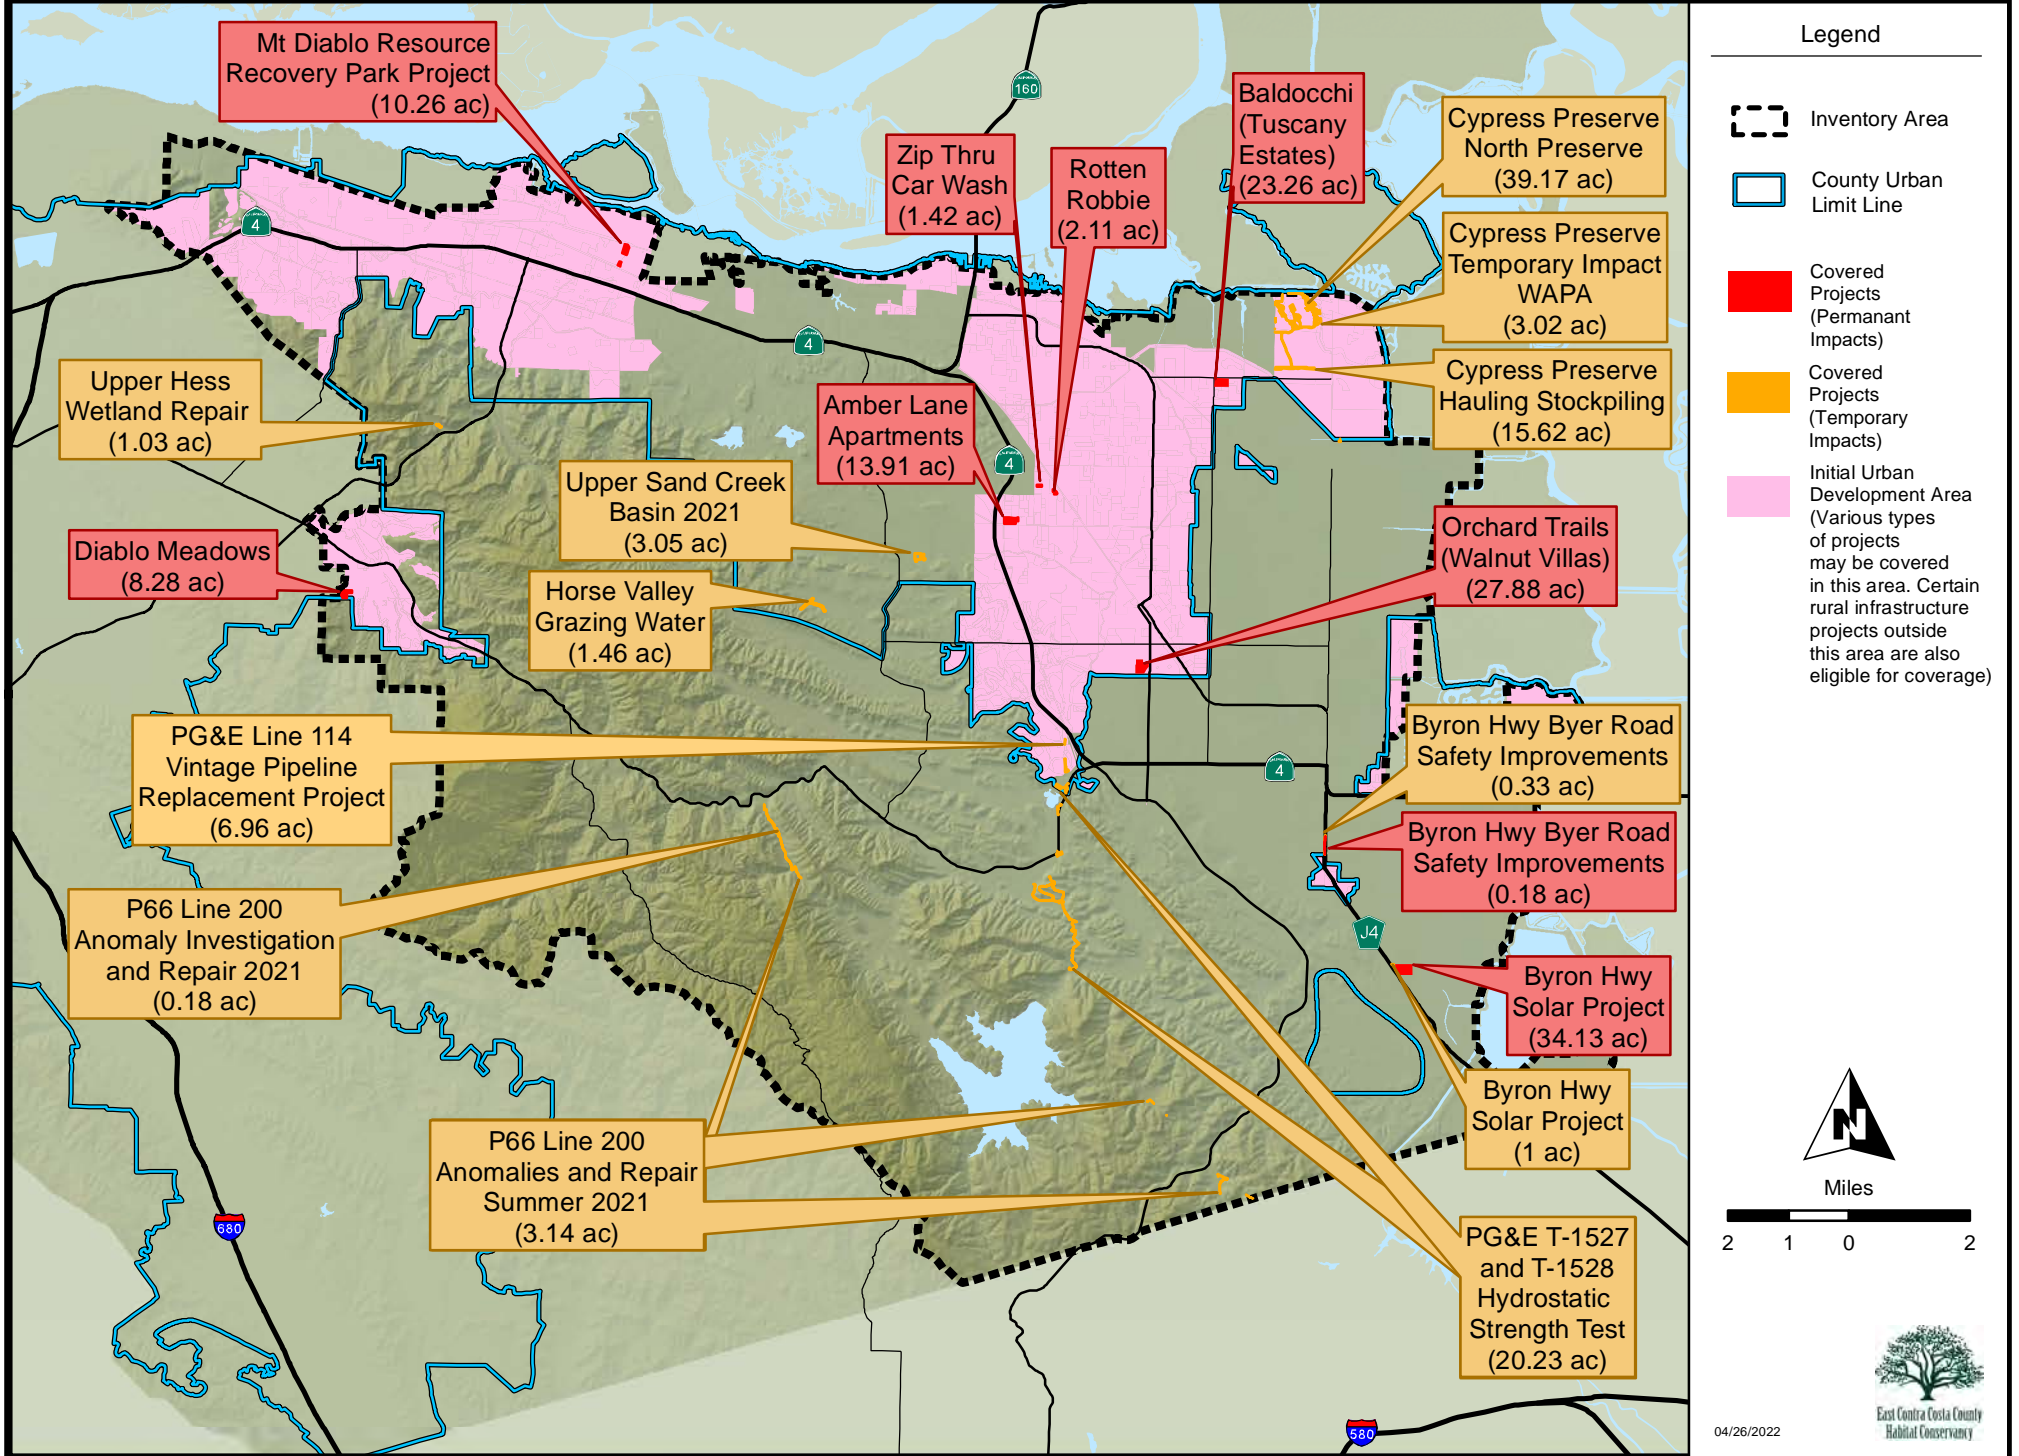 Mt Diablo Resource
Recovery Park Project
(10.26 ac)
160
Baldocchi
(Tuscany
Estates)
(23.26 ac)
Cypress Preserve
North Preserve
(39.17 ac)
Zip Thru
Car Wash
(1.42 ac)
Rotten
Robbie
(2.11 ac)
4
Cypress Preserve
Temporary Impact
WAPA
(3.02 ac)
4
Cypress Preserve
Hauling Stockpiling
(15.62 ac)
Upper Hess
Wetland Repair
(1.03 ac)
Amber Lane
Apartments
(13.91 ac)
4
Upper Sand Creek
Basin 2021
(3.05 ac)
Orchard Trails
(Walnut Villas)
(27.88 ac)
Diablo Meadows
(8.28 ac)
Horse Valley
Grazing Water
(1.46 ac)
PG&E Line 114
Vintage Pipeline
Replacement Project
(6.96 ac)
4
Byron Hwy Byer Road
Safety Improvements
(0.33 ac)
Byron Hwy Byer Road
Safety Improvements
(0.18 ac)
P66 Line 200
Anomaly Investigation
and Repair 2021
(0.18 ac)
J4
Byron Hwy
Solar Project
(34.13 ac)
Byron Hwy
Solar Project
(1 ac)
P66 Line 200
Anomalies and Repair
Summer 2021
(3.14 ac)
680
PG&E T-1527
and T-1528
Hydrostatic
Strength Test
(20.23 ac)
580
Legend
Inventory Area
County Urban
Limit Line
Covered
Projects
(Permanant
Impacts)
Covered
Projects
(Temporary
Impacts)
Initial Urban
Development Area
(Various types
of projects
may be covered
in this area. Certain
rural infrastructure
projects outside
this area are also
eligible for coverage)
N
Miles
2 1 0 2
East Contra Costa County
Habitat Conservancy
04/26/2022